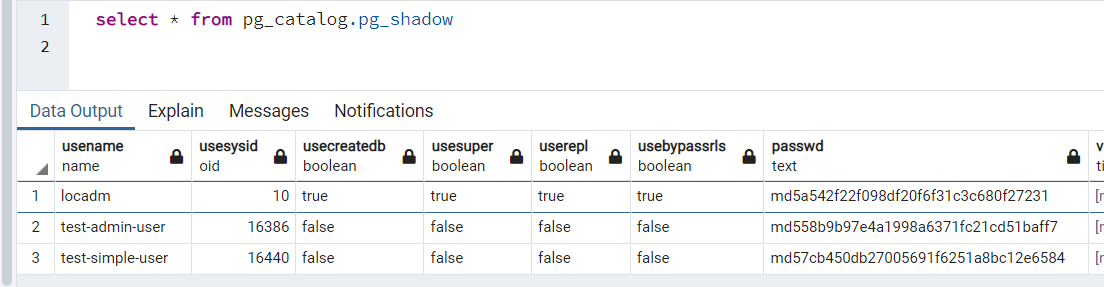 1 select * from pg_catalog.pg_shadow
2
Data Output Explain Messages Notifications
usename usesysid usecreatedb usesuper userepl usebypassrls passwd v
name oid boolean boolean boolean boolean text ti
1 locadm 10 true true true true md5a542f22f098df20f6f31c3c680f27231 [n
2 test-admin-user 16386 false false false false md558b9b97e4a1998a6371fc21cd51baff7 [n
3 test-simple-user 16440 false false false false md57cb450db27005691f6251a8bc12e6584 [n